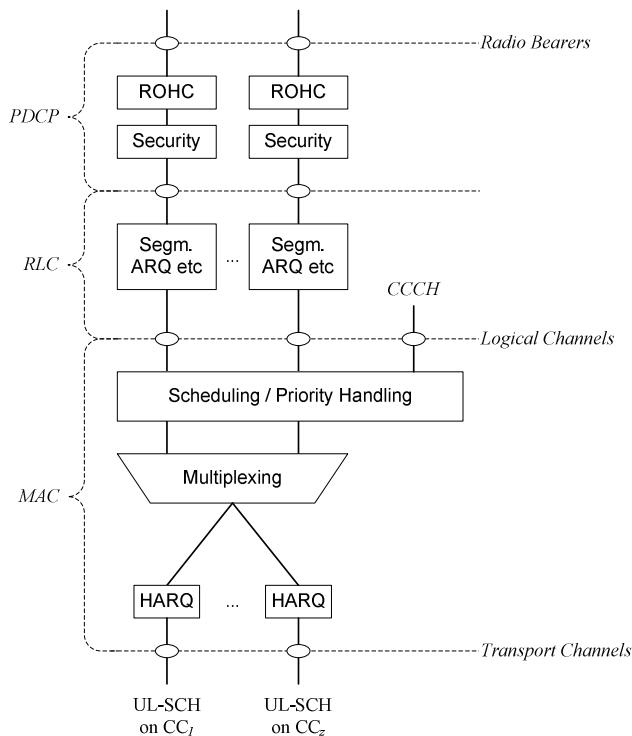 Radio Bearers
ROHC
ROHC
PDCP
Security
Security
Segm.
ARQ etc
...
Segm.
ARQ etc
RLC
CCCH
Logical Channels
Scheduling / Priority Handling
Multiplexing
MAC
HARQ
...
HARQ
Transport Channels
UL-SCH
on CC1
UL-SCH
on CCz